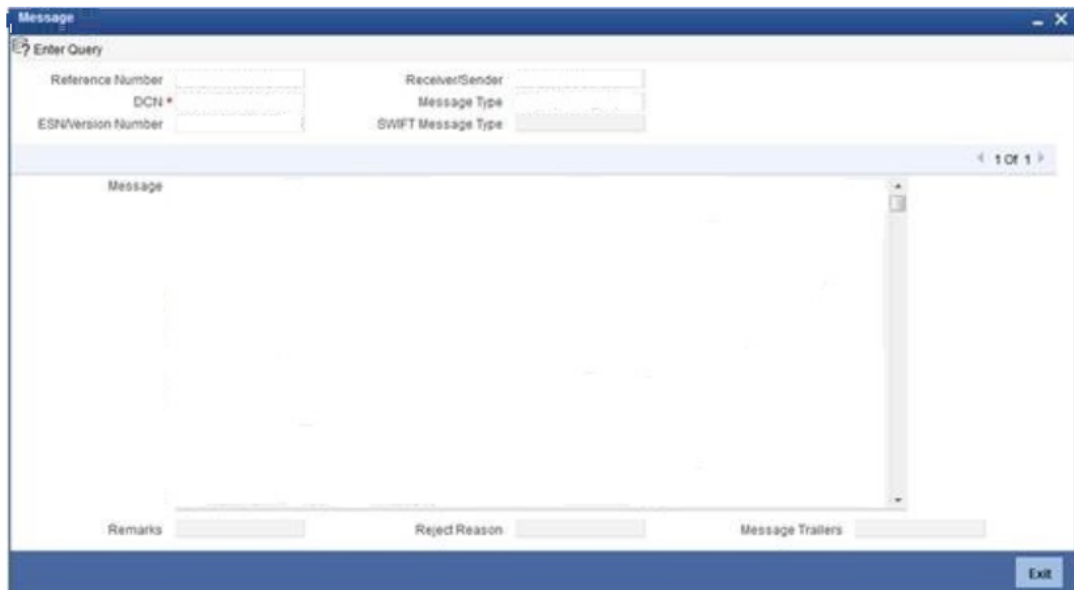 Message
Enter Query
Reference Number Receiver/Sender
DCN * Message Type
ESN/Version Number SWIFT Message Type
1 Of 1
Message
Remarks Reject Reason Message Trailers
Exit